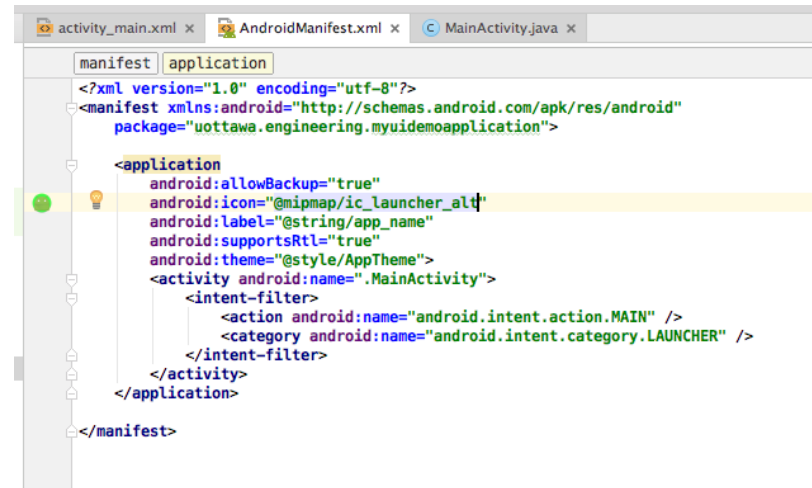 activity_main.xml × AndroidManifest.xml × MainActivity.java ×
manifest application
<?xml version="1.0" encoding="utf-8"?>
<manifest xmlns:android="http://schemas.android.com/apk/res/android"
    package="uottawa.engineering.myuidemoapplication">
    <application
        android:allowBackup="true"
        android:icon="@mipmap/ic_launcher_alt"
        android:label="@string/app_name"
        android:supportsRtl="true"
        android:theme="@style/AppTheme">
        <activity android:name=".MainActivity">
            <intent-filter>
                <action android:name="android.intent.action.MAIN" />
                <category android:name="android.intent.category.LAUNCHER" />
            </intent-filter>
        </activity>
    </application>
</manifest>